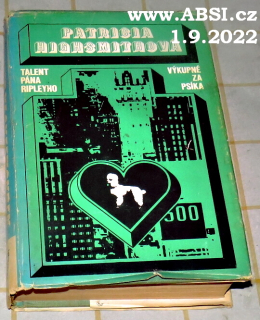 www.ABSI.cz
1.9.2022
PATRICIA
HIGHSMITHOVÁ
TALENT
PÁNA
RIPLEYHO
VÝKUPNÉ
ZA
PSÍKA
500